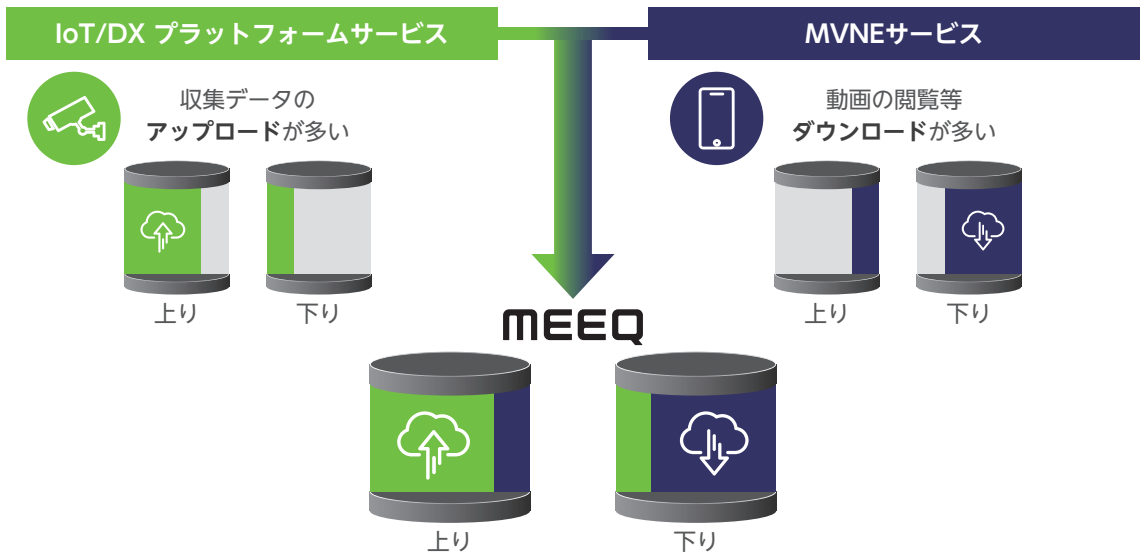 IoT/DX プラットフォームサービス
MVNEサービス
収集データの
アップロードが多い
動画の閲覧等
ダウンロードが多い
上り
下り
上り
下り
MEEQ
上り
下り